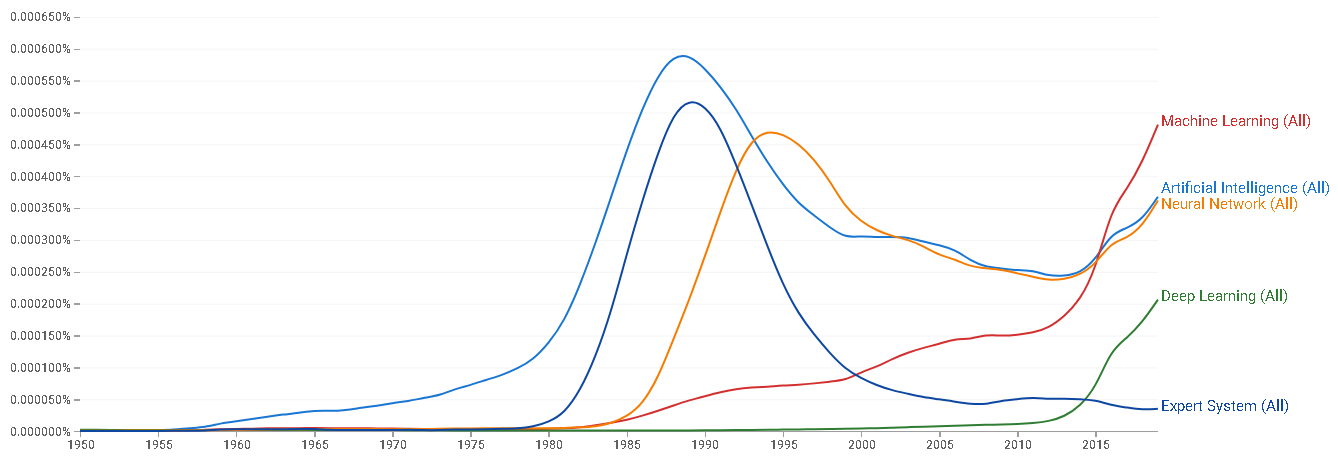 0.000650%
0.000600%
0.000550%
0.000500%
0.000450%
0.000400%
0.000350%
0.000300%
0.000250%
0.000200%
0.000150%
0.000100%
0.000050%
0.000000%
1950 1955 1960 1965 1970 1975 1980 1985 1990 1995 2000 2005 2010 2015
Machine Learning (All)
Artificial Intelligence (All)
Neural Network (All)
Deep Learning (All)
Expert System (All)